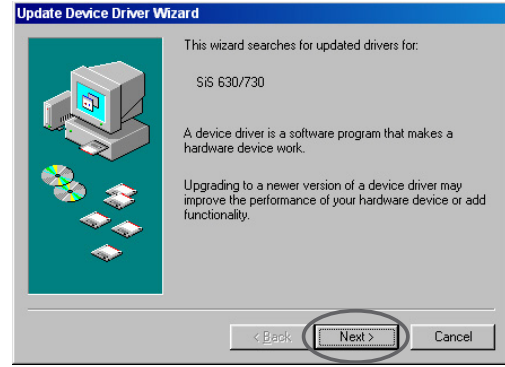 Update Device Driver Wizard
This wizard searches for updated drivers for:
SiS 630/730
A device driver is a software program that makes a
hardware device work.
Upgrading to a newer version of a device driver may
improve the performance of your hardware device or add
functionality.
< Back
Next >
Cancel